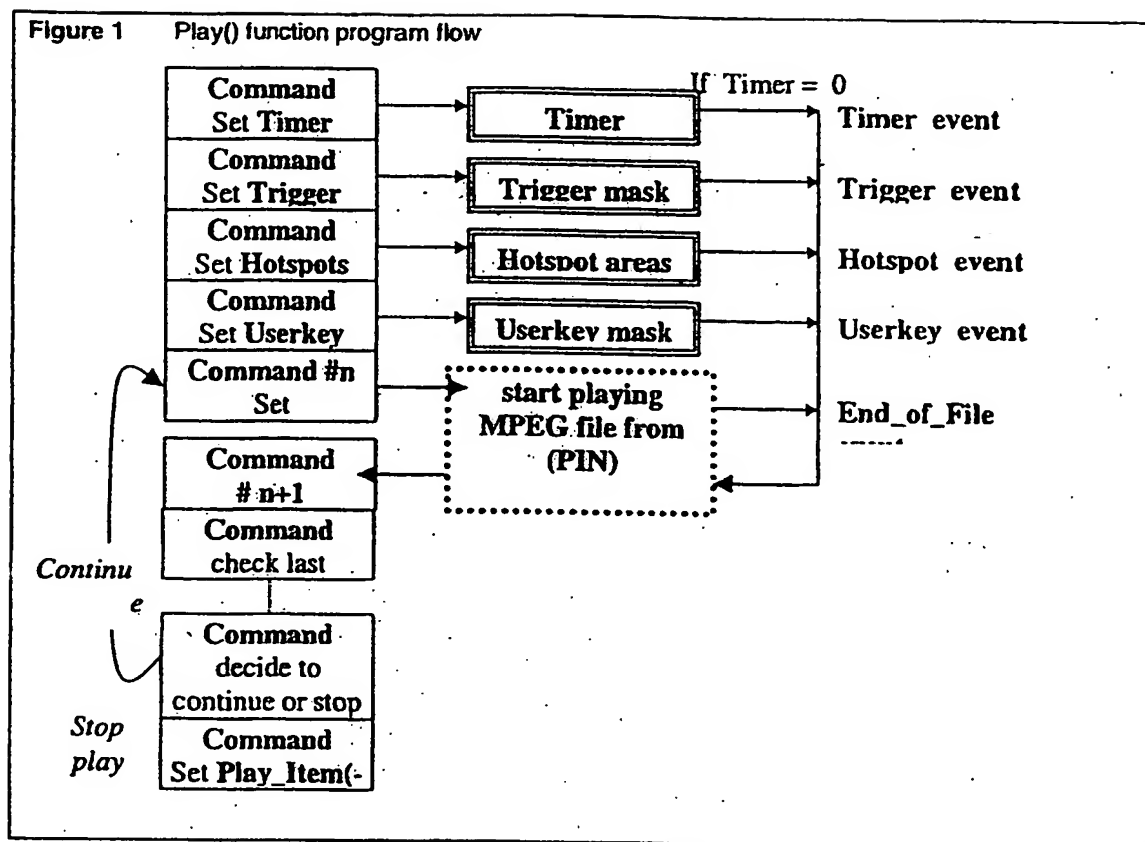 Figure 1 Play() function program flow
Command
Set Timer
Timer
If Timer = 0
Timer event
Command
Set Trigger
Trigger mask
Trigger event
Command
Set Hotspots
Hotspot areas
Hotspot event
Command
Set Userkey
Userkey mask
Userkey event
Command #n
Set
start playing
MPEG file from
(PIN)
End_of_File
Command
# n+1
Command
check last
Continu
e
Command
decide to
continue or stop
Stop
play
Command
Set Play_Item(-